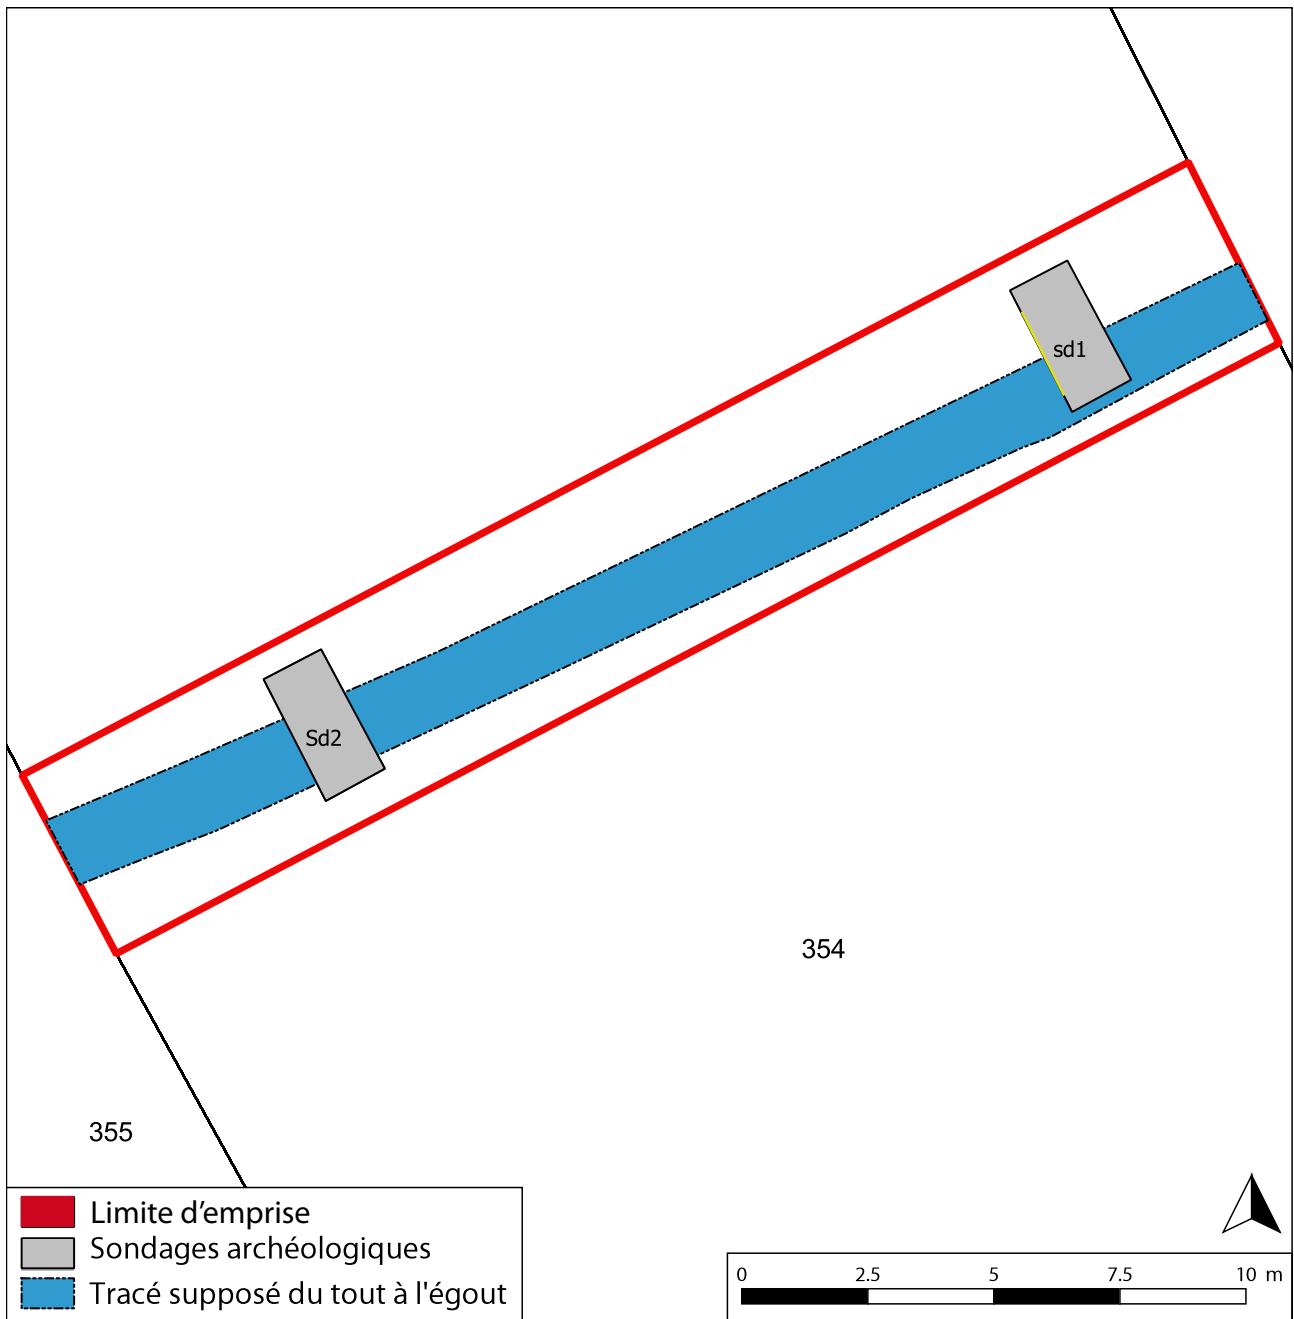 sd1
Sd2
354
355
Limite d’emprise
Sondages archéologiques
Tracé supposé du tout à l'égout
0 2.5 5 7.5 10 m